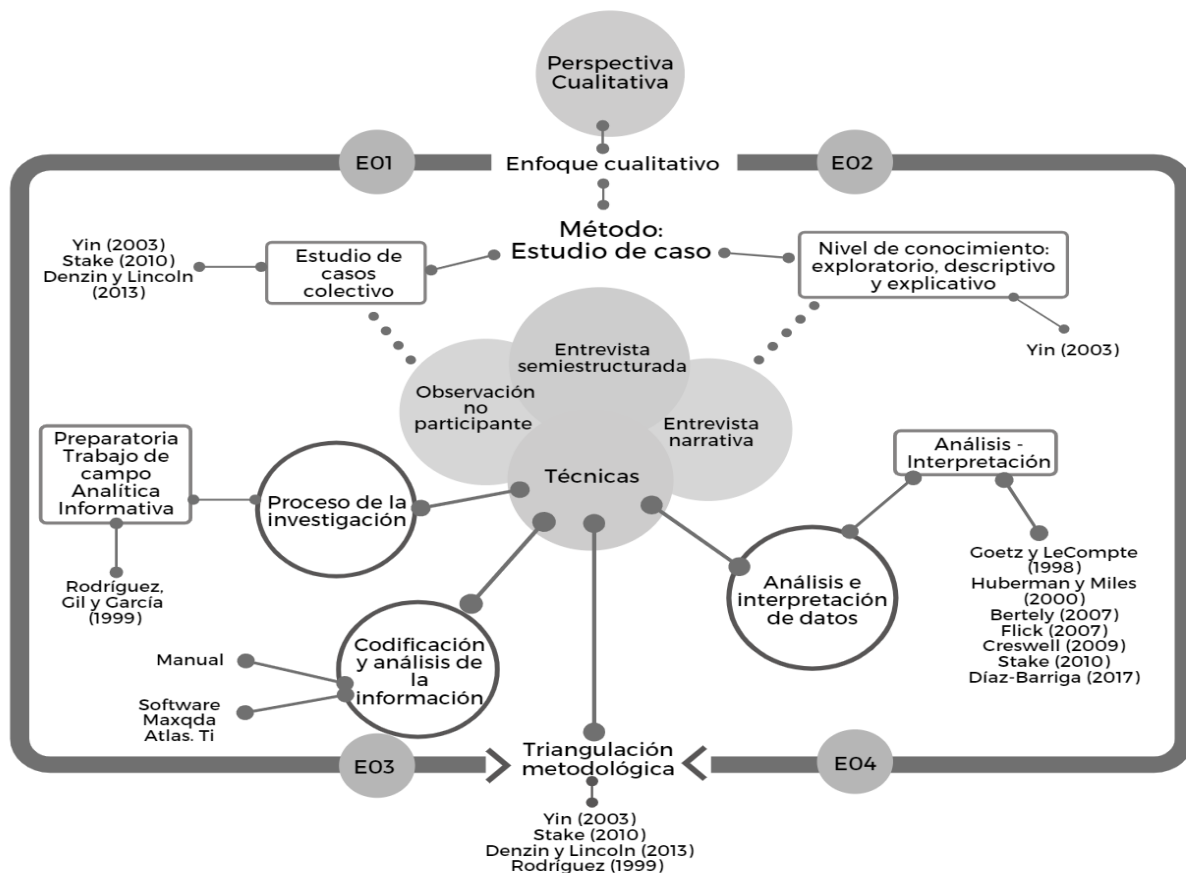 Perspectiva
Cualitativa
EO1
Enfoque cualitativo
EO2
Método:
Estudio de caso
Yin (2003)
Stake (2010)
Denzin y Lincoln
(2013)
Estudio de
casos
colectivo
Nivel de conocimiento:
exploratorio, descriptivo
y explicativo
Yin (2003)
Entrevista
semiestructurada
Observación
no
participante
Entrevista
narrativa
Técnicas
Preparatoria
Trabajo de
campo
Analítica
Informativa
Proceso de la
investigación
Rodríguez,
Gil y García
(1999)
Análisis -
Interpretación
Análisis e
interpretación
de datos
Goetz y LeCompte
(1998)
Huberman y Miles
(2000)
Bertely (2007)
Flick (2007)
Creswell (2009)
Stake (2010)
Díaz-Barriga (2017)
Codificación
y análisis de
la
información
Manual
Software
Maxqda
Atlas. Ti
EO3
Triangulación
metodológica
EO4
Yin (2003)
Stake (2010)
Denzin y Lincoln (2013)
Rodríguez (1999)